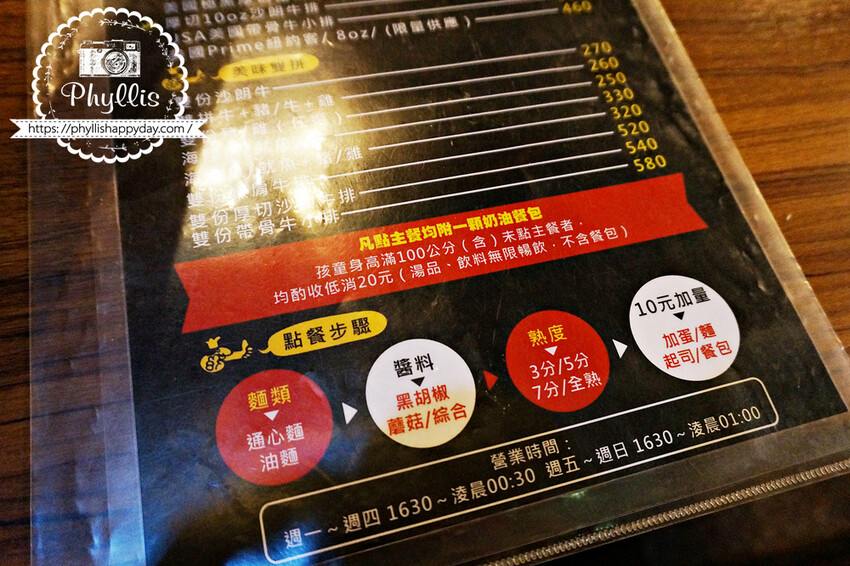 厚切10oz沙朗牛排 460
USA美國帶骨牛小排
國Prime紐約客/ 8oz/ (限量供應)
美味雙拼
雙份沙朗牛 270
260
250
330
320
520
雙份厚切沙 牛排 540
雙份帶骨牛小排 580
凡點主餐均附一顆奶油餐包
孩童身高滿100公分(含)未點主餐者，
均酌收低消20元(湯品、飲料無限暢飲，不含餐包)
點餐步驟
麵類
通心麵
油麵
醬料
黑胡椒
蘑菇/綜合
熟度
3分/5分
7分/全熟
10元加量
加蛋/麵
起司/餐包
營業時間：
週一～週四 1630～凌晨00:30 週五～週日 1630～凌晨01:00
Phyllis
https://phyllishappyday.com/